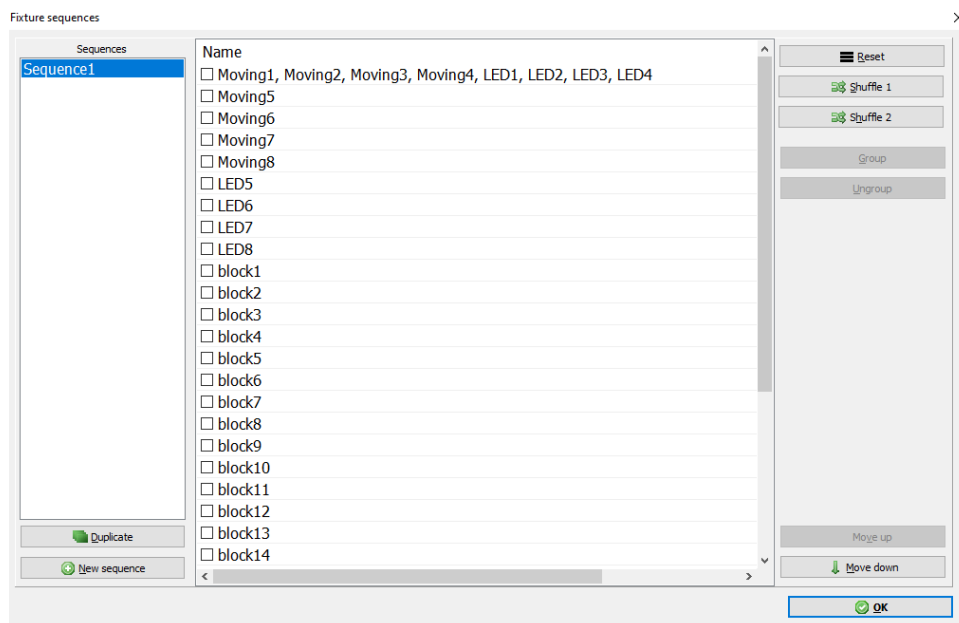 Fixture sequences
Sequences
Sequence1
Duplicate
New sequence
Name
Moving1, Moving2, Moving3, Moving4, LED1, LED2, LED3, LED4
Moving5
Moving6
Moving7
Moving8
LED5
LED6
LED7
LED8
block1
block2
block3
block4
block5
block6
block7
block8
block9
block10
block11
block12
block13
block14
Reset
Shuffle 1
Shuffle 2
Group
Ungroup
Move up
Move down
OK